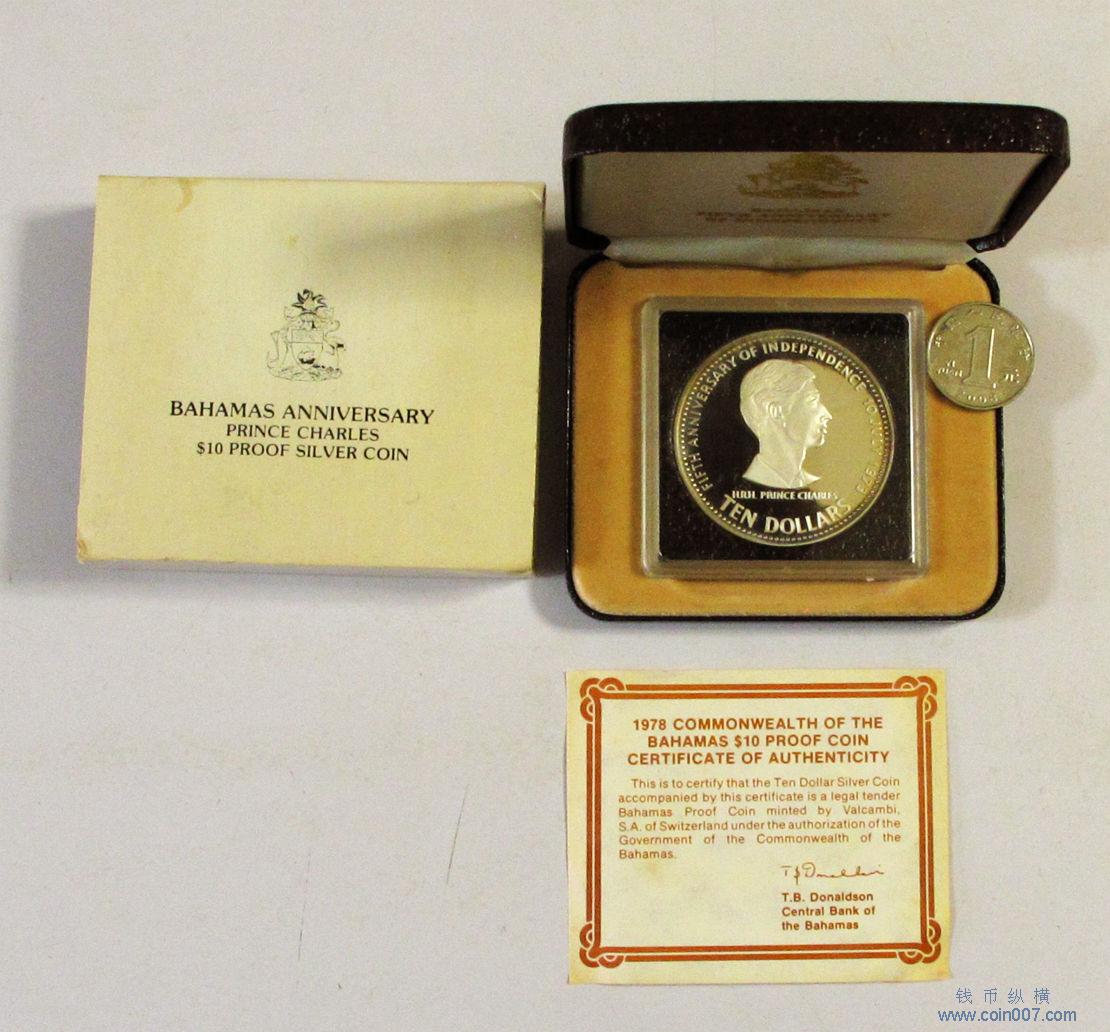 BAHAMAS ANNIVERSARY
PRINCE CHARLES
$10 PROOF SILVER COIN
FIFTH ANNIVERSARY OF INDEPENDENCE 10 JULY 1978
H.R.H. PRINCE CHARLES
TEN DOLLARS
1
1978 COMMONWEALTH OF THE
BAHAMAS $10 PROOF COIN
CERTIFICATE OF AUTHENTICITY
This is to certify that the Ten Dollar Silver Coin
accompanied by this certificate is a legal tender
Bahamas Proof Coin minted by Valcambi,
S.A. of Switzerland under the authorization of the
Government of the Commonwealth of the
Bahamas.
T.B. Donaldson
Central Bank of
the Bahamas
钱币纵横
www.coin007.com